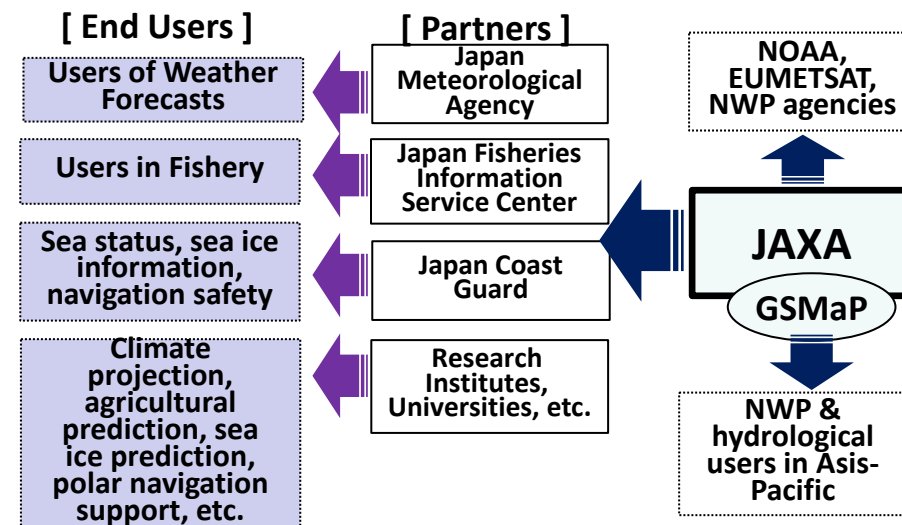 [ End Users ]
Users of Weather
Forecasts
Users in Fishery
Sea status, sea ice
information,
navigation safety
Climate
projection,
agricultural
prediction, sea
ice prediction,
polar navigation
support, etc.
[ Partners ]
Japan
Meteorological
Agency
Japan Fisheries
Information
Service Center
Japan Coast
Guard
Research
Institutes,
Universities, etc.
NOAA,
EUMETSAT,
NWP agencies
JAXA
GSMaP
NWP &
hydrological
users in Asis-
Pacific